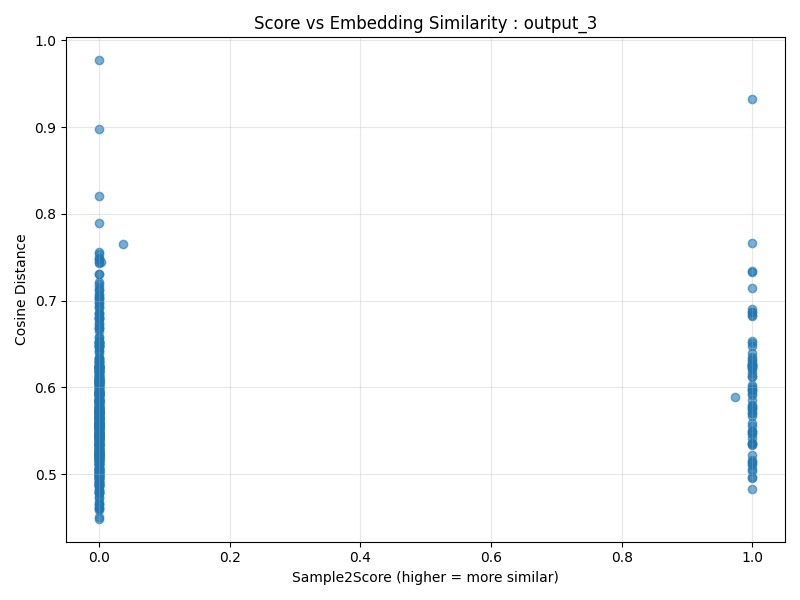 Score vs Embedding Similarity : output_3
1.0
0.9
0.8
0.7
0.6
0.5
Cosine Distance
0.0 0.2 0.4 0.6 0.8 1.0
Sample2Score (higher = more similar)